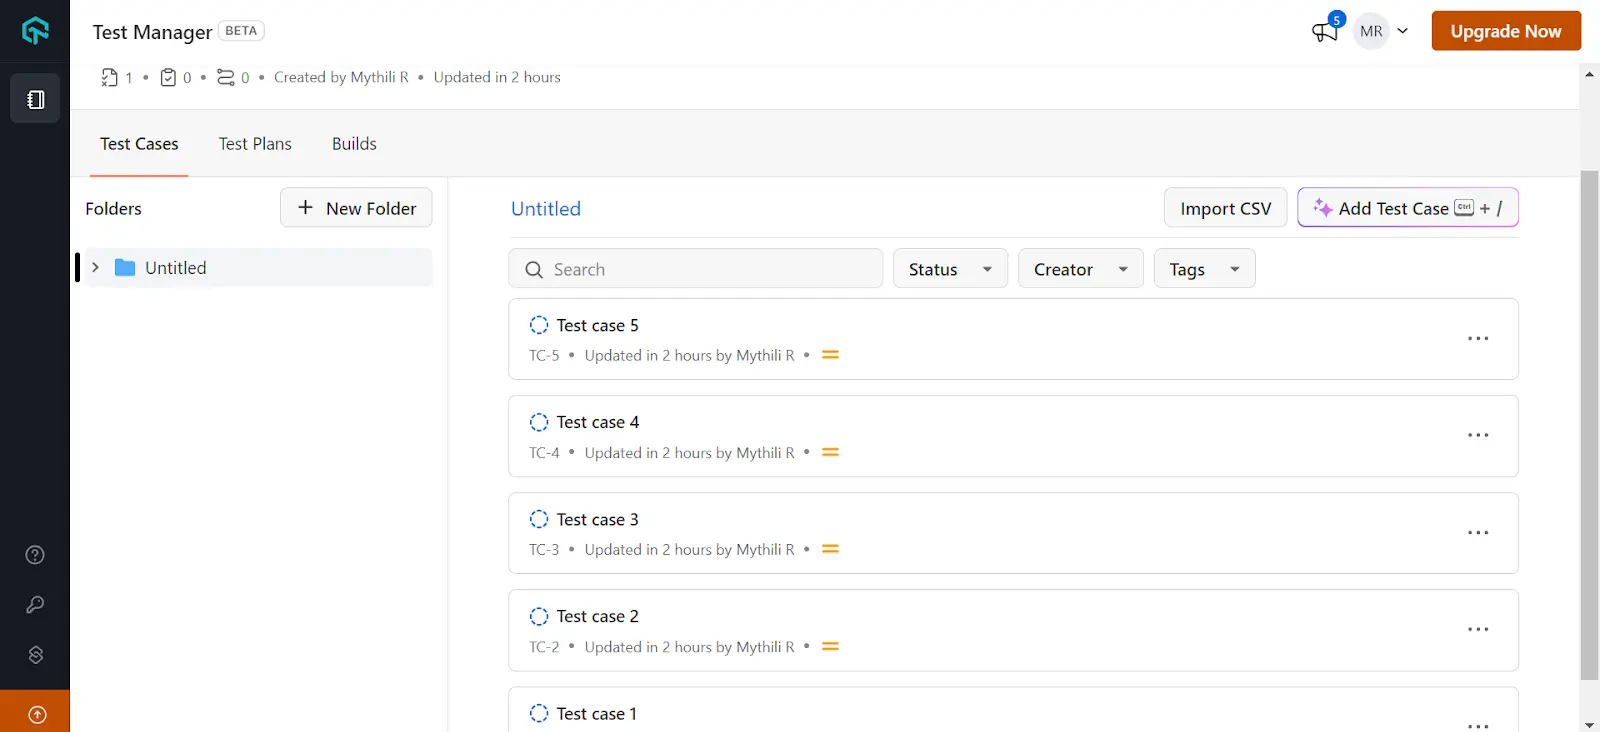 Test Manager BETA
5
MR
Upgrade Now
1 • 0 • 0 • Created by Mythili R • Updated in 2 hours
Test Cases Test Plans Builds
Folders
+ New Folder
Untitled
Untitled
Import CSV
Add Test Case Ctrl + /
Search
Status
Creator
Tags
Test case 5
TC-5 • Updated in 2 hours by Mythili R •
Test case 4
TC-4 • Updated in 2 hours by Mythili R •
Test case 3
TC-3 • Updated in 2 hours by Mythili R •
Test case 2
TC-2 • Updated in 2 hours by Mythili R •
Test case 1